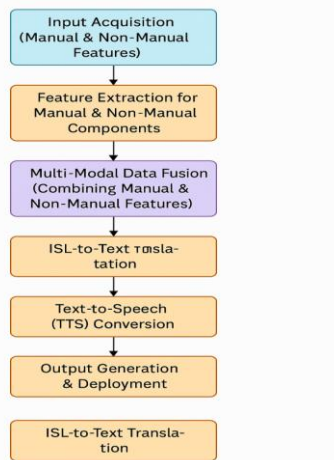 Input Acquisition
(Manual & Non-Manual
Features)
Feature Extraction for
Manual & Non-Manual
Components
Multi-Modal Data Fusion
(Combining Manual &
Non-Manual Features)
ISL-to-Text
tation
Text-to-Speech
(TTS) Conversion
Output Generation
& Deployment
ISL-to-Text Transla-
tion